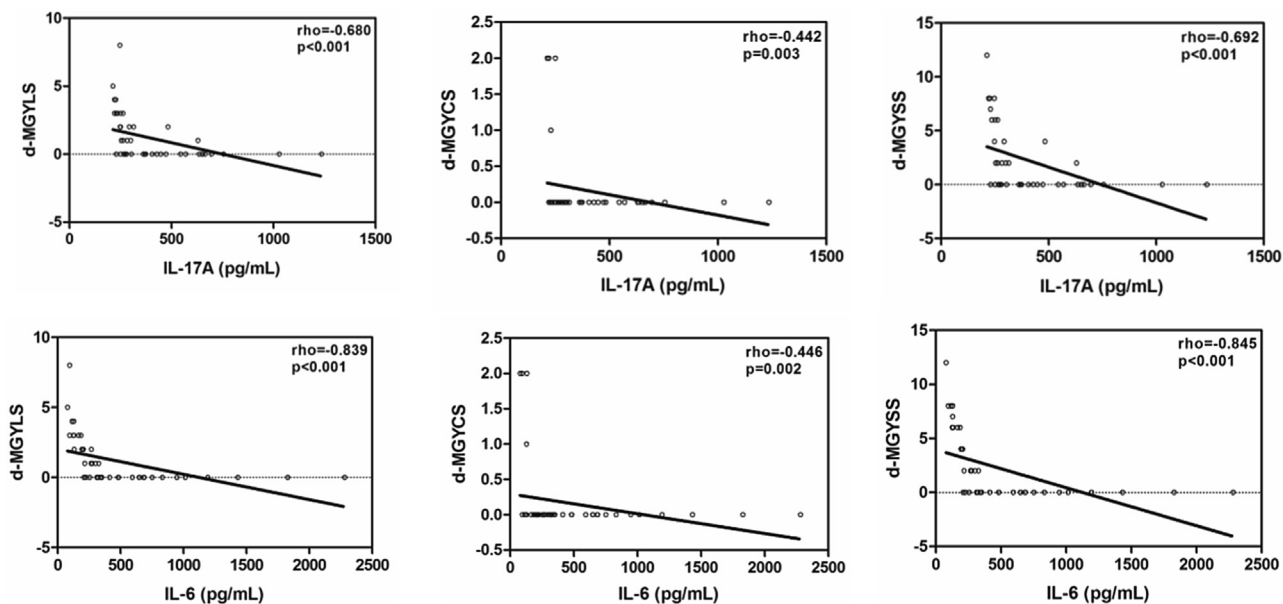 rho=-0.680
p<0.001
10
5
0
-5
d-MGYLS
0 500 1000 1500
IL-17A (pg/mL)
rho=-0.442
p=0.003
2.5
2.0
1.5
1.0
0.5
0.0
-0.5
d-MGYCS
0 500 1000 1500
IL-17A (pg/mL)
rho=-0.692
p<0.001
15
10
5
0
-5
d-MGYSS
0 500 1000 1500
IL-17A (pg/mL)
rho=-0.839
p<0.001
10
5
0
-5
d-MGYLS
0 500 1000 1500 2000 2500
IL-6 (pg/mL)
rho=-0.446
p=0.002
2.5
2.0
1.5
1.0
0.5
0.0
-0.5
d-MGYCS
0 500 1000 1500 2000 2500
IL-6 (pg/mL)
rho=-0.845
p<0.001
15
10
5
0
-5
d-MGYSS
0 500 1000 1500 2000 2500
IL-6 (pg/mL)